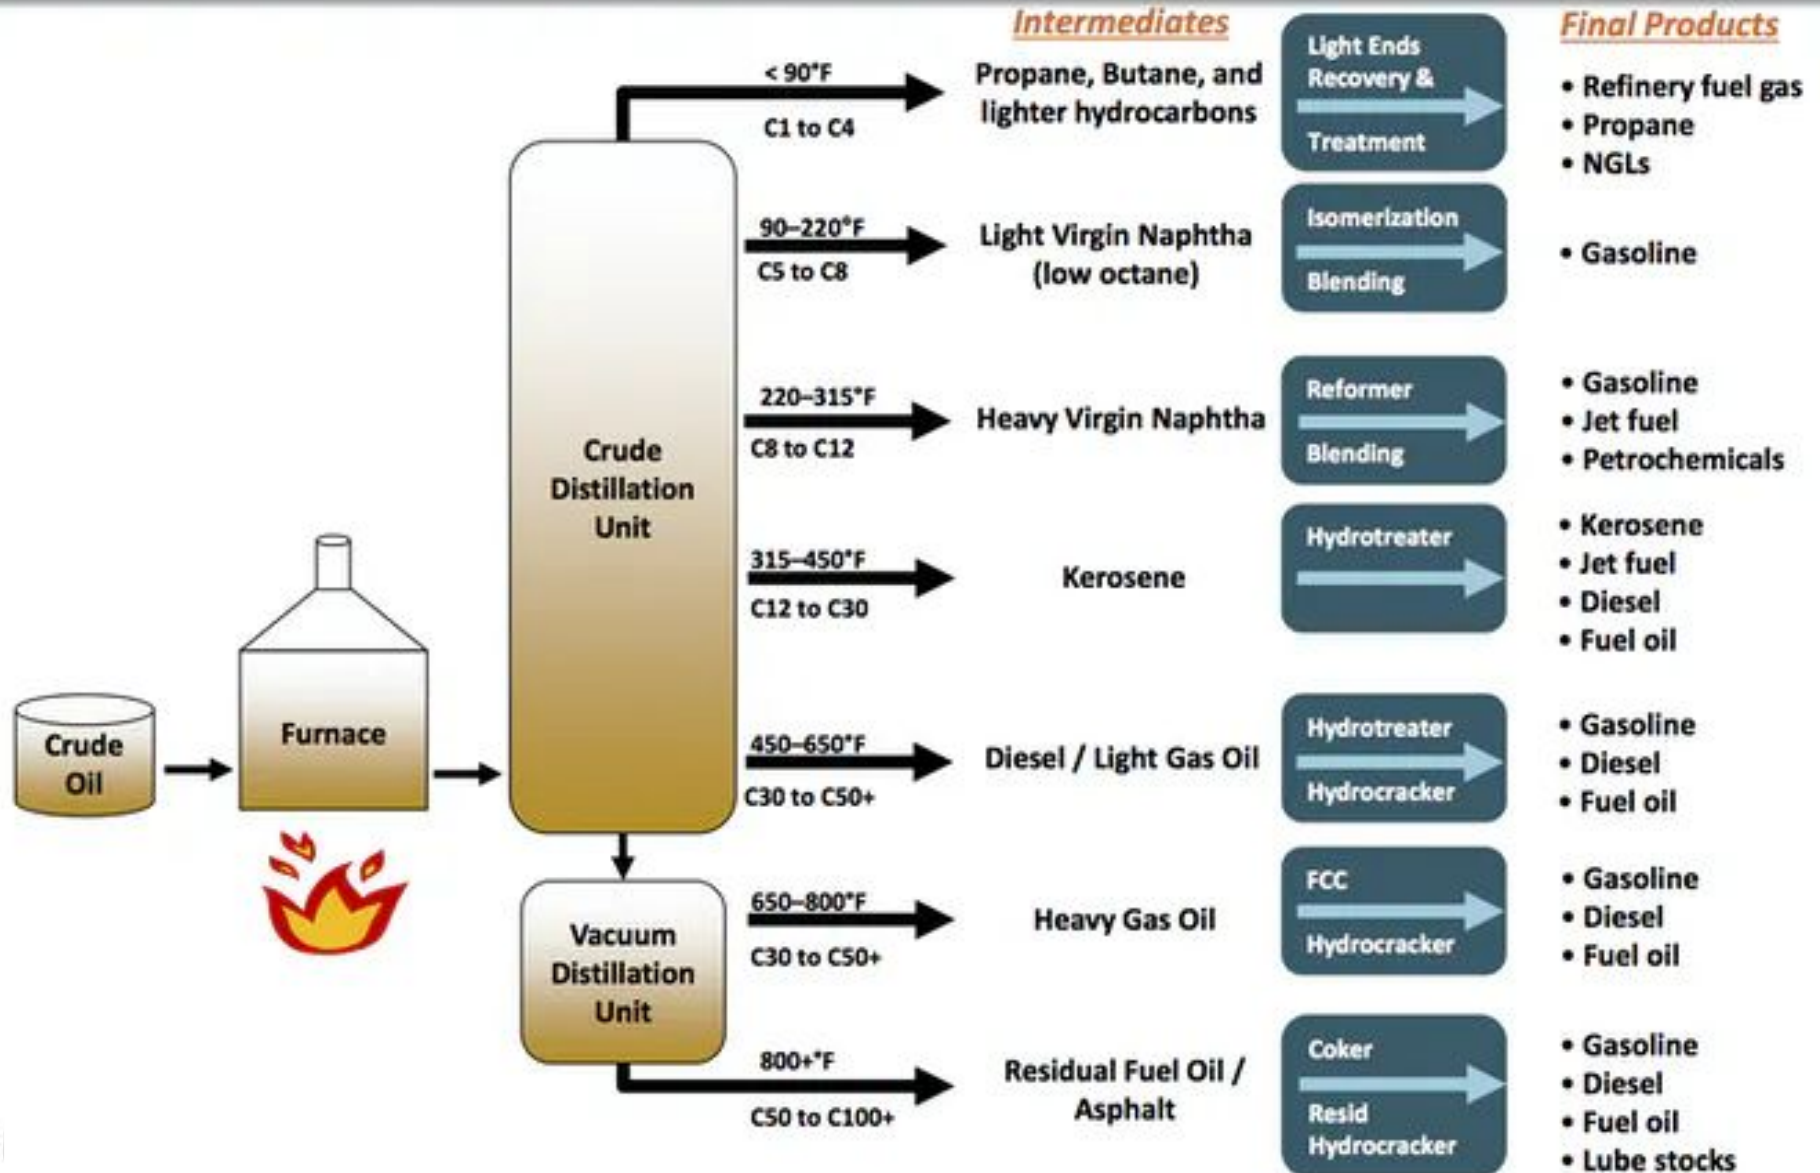 Intermediates
Final Products
< 90°F
C1 to C4
Propane, Butane, and
lighter hydrocarbons
Light Ends
Recovery &
Treatment
• Refinery fuel gas
• Propane
• NGLs
90–220°F
C5 to C8
Light Virgin Naphtha
(low octane)
Isomerization
Blending
• Gasoline
220–315°F
C8 to C12
Heavy Virgin Naphtha
Reformer
Blending
• Gasoline
• Jet fuel
• Petrochemicals
Crude
Distillation
Unit
315–450°F
C12 to C30
Kerosene
Hydrotreater
• Kerosene
• Jet fuel
• Diesel
• Fuel oil
Crude
Oil
Furnace
450–650°F
C30 to C50+
Diesel / Light Gas Oil
Hydrotreater
Hydrocracker
• Gasoline
• Diesel
• Fuel oil
Vacuum
Distillation
Unit
650–800°F
C30 to C50+
Heavy Gas Oil
FCC
Hydrocracker
• Gasoline
• Diesel
• Fuel oil
800+°F
C50 to C100+
Residual Fuel Oil /
Asphalt
Coker
Resid
Hydrocracker
• Gasoline
• Diesel
• Fuel oil
• Lube stocks